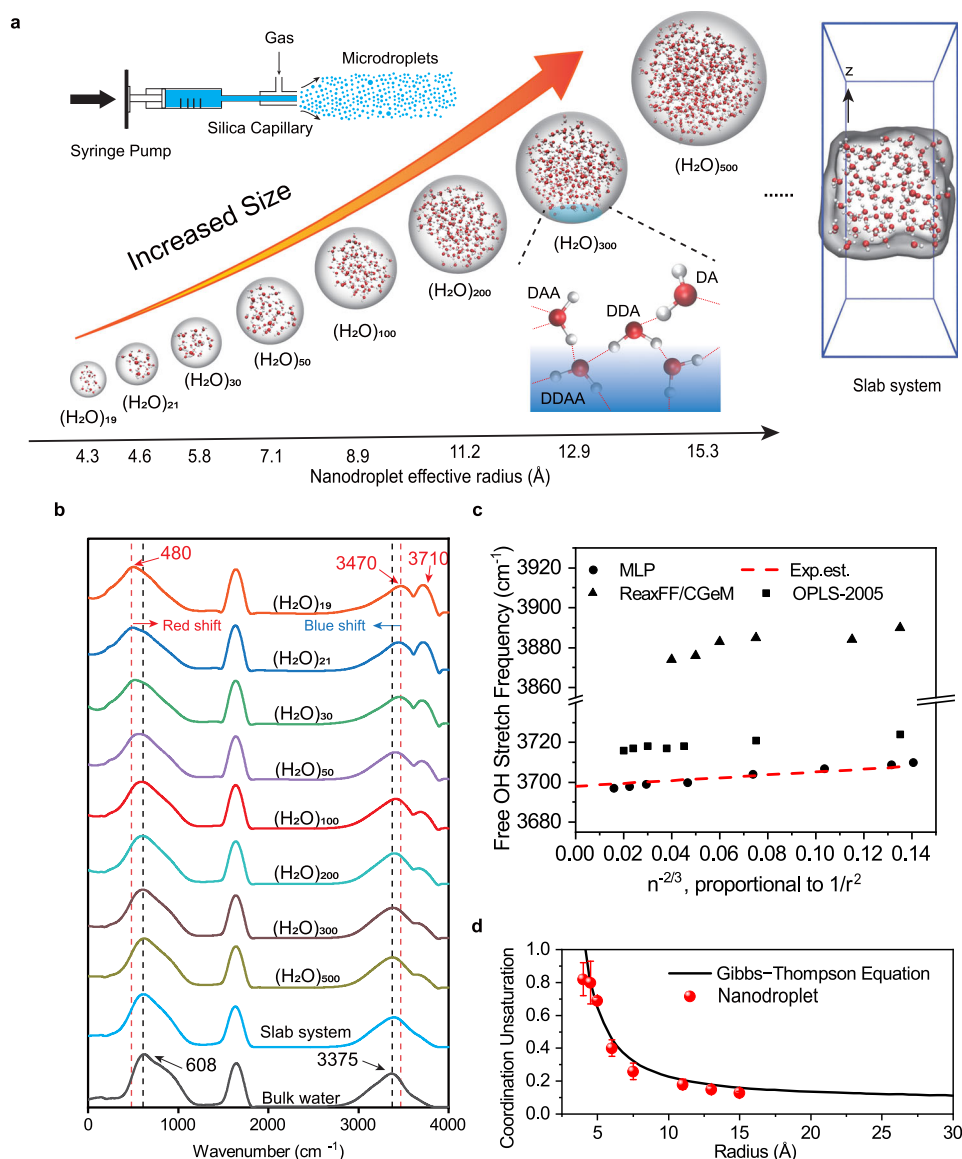 a
Gas
Microdroplets
Silica Capillary
Syringe Pump
Increased Size
(H₂O)₁₉
(H₂O)₂₁
(H₂O)₃₀
(H₂O)₅₀
(H₂O)₁₀₀
(H₂O)₂₀₀
(H₂O)₃₀₀
(H₂O)₅₀₀
......
z
DAA
DDA
DA
DDAA
Slab system
4.3 4.6 5.8 7.1 8.9 11.2 12.9 15.3
Nanodroplet effective radius (Å)
b
480
3470
3710
(H₂O)₁₉
Red shift
Blue shift
(H₂O)₂₁
(H₂O)₃₀
(H₂O)₅₀
(H₂O)₁₀₀
(H₂O)₂₀₀
(H₂O)₃₀₀
(H₂O)₅₀₀
Slab system
608
3375
Bulk water
0 1000 2000 3000 4000
Wavenumber (cm⁻¹)
c
Free OH Stretch Frequency (cm⁻¹)
3920
3890
3860
3720
3700
3680
MLP
Exp.est.
ReaxFF/CGeM
OPLS-2005
0.00 0.02 0.04 0.06 0.08 0.10 0.12 0.14
n⁻²/³, proportional to 1/r²
d
Coordination Unsaturation
1.0
0.8
0.6
0.4
0.2
0.0
Gibbs−Thompson Equation
Nanodroplet
5 10 15 20 25 30
Radius (Å)